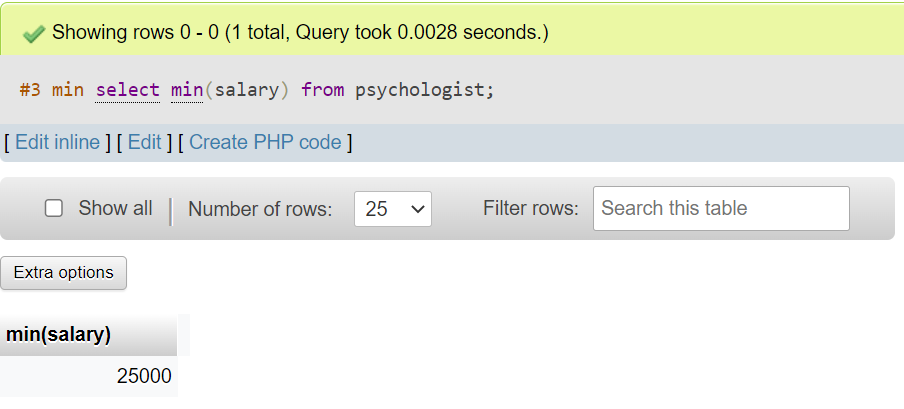 Showing rows 0 - 0 (1 total, Query took 0.0028 seconds.)
#3 min select min(salary) from psychologist;
[ Edit inline ] [ Edit ] [ Create PHP code ]
Show all | Number of rows: 25 Filter rows: Search this table
Extra options
min(salary)
25000